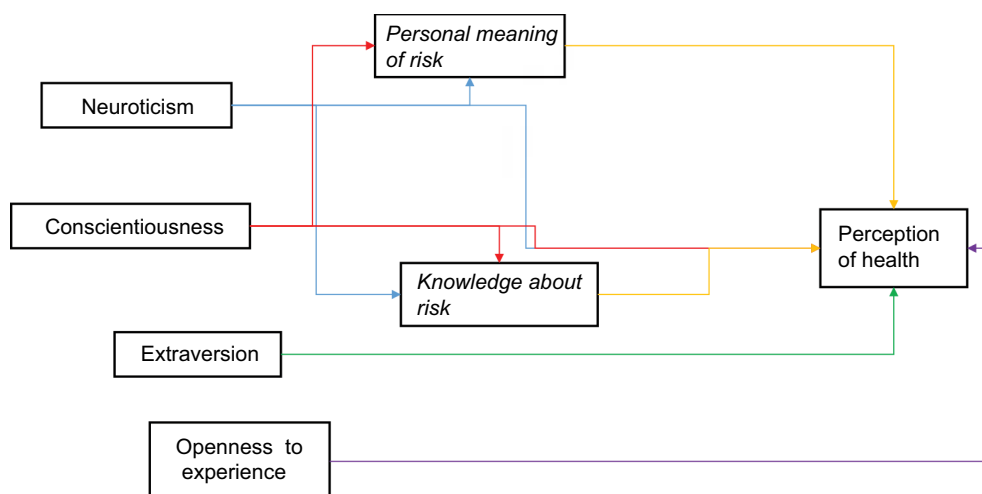 Personal meaning
of risk
Neuroticism
Conscientiousness
Perception
of health
Knowledge about
risk
Extraversion
Openness to
experience